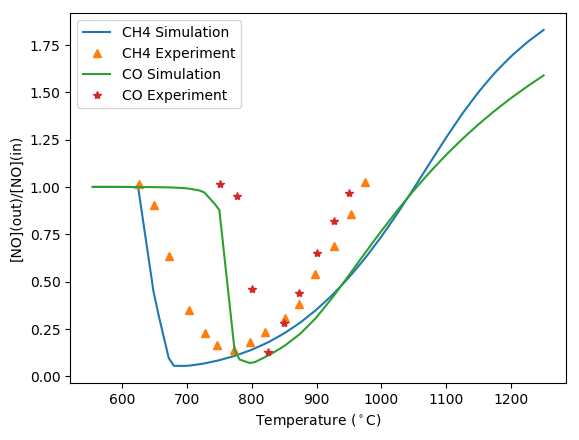 CH4 Simulation
CH4 Experiment
CO Simulation
CO Experiment
[NO](out)/[NO](in)
1.75
1.50
1.25
1.00
0.75
0.50
0.25
0.00
600 700 800 900 1000 1100 1200
Temperature (˚C)